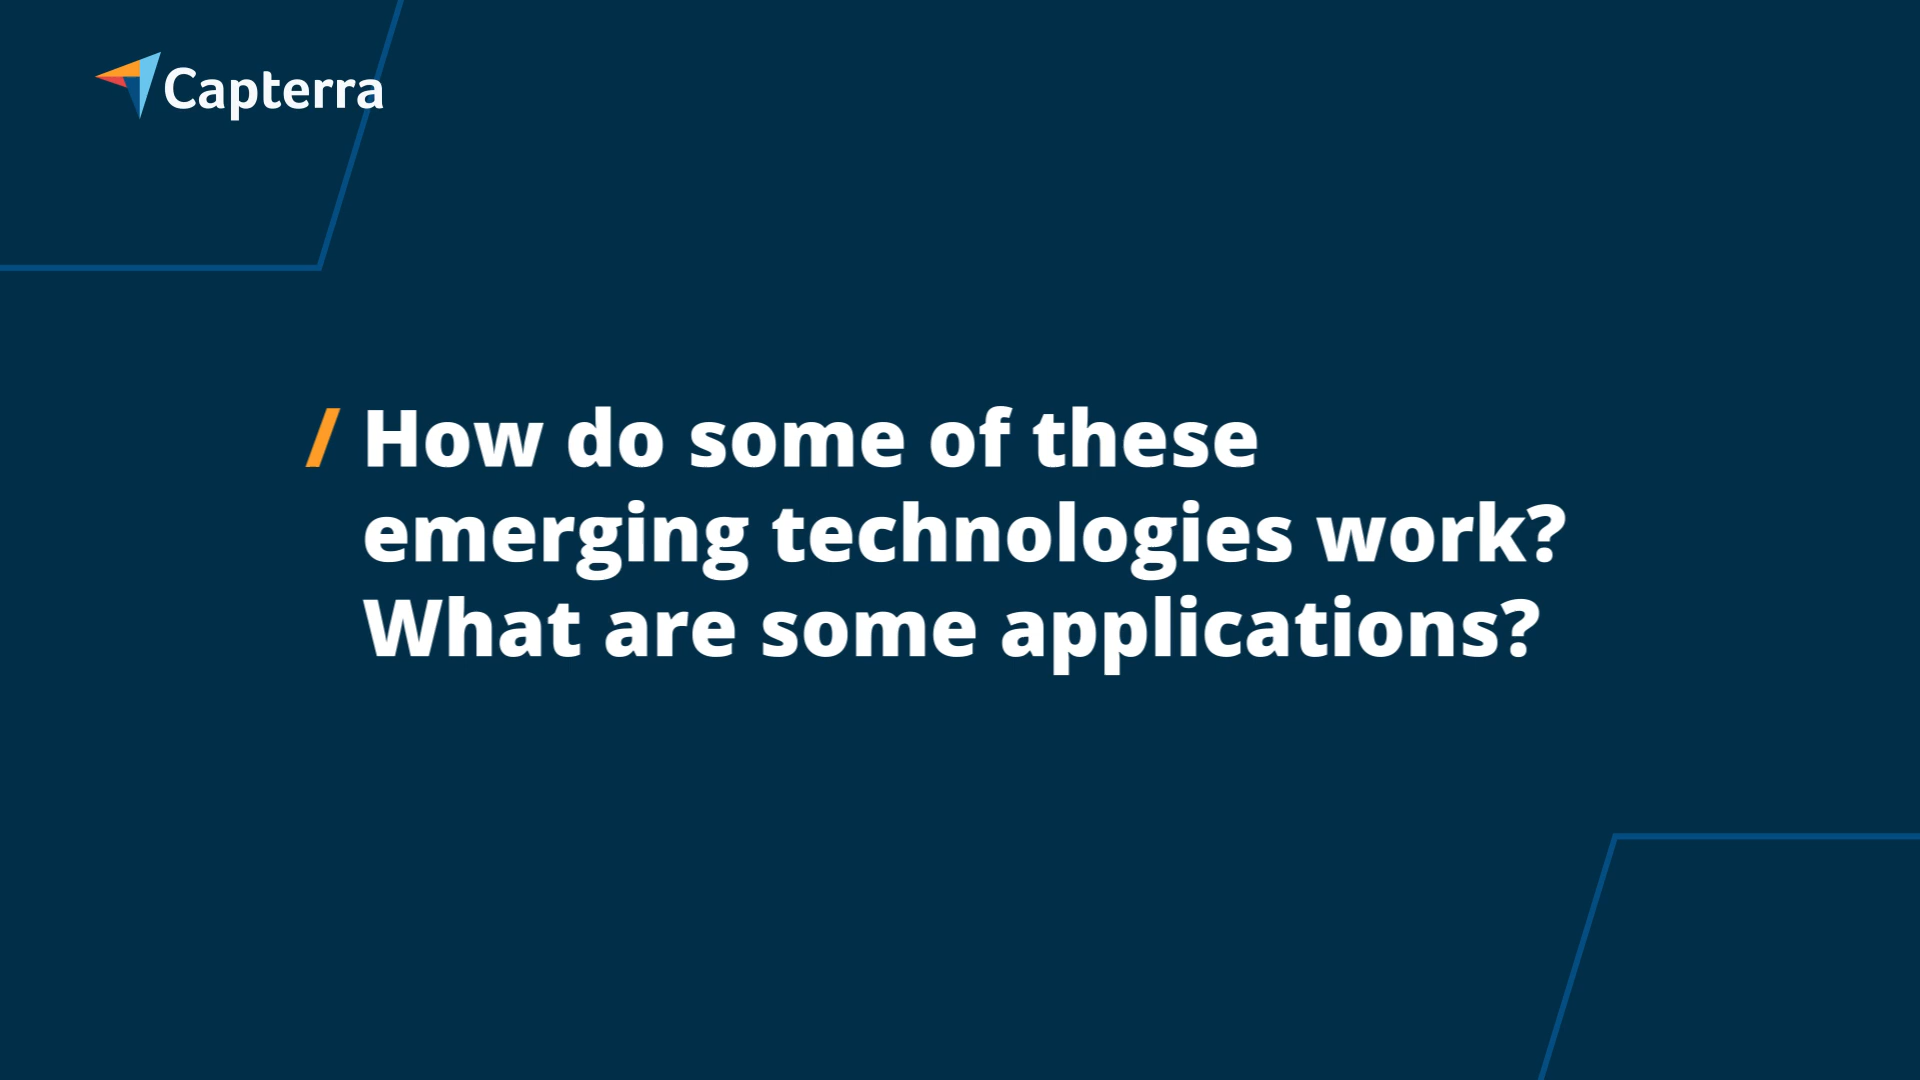 Capterra
/ How do some of these
emerging technologies work?
What are some applications?